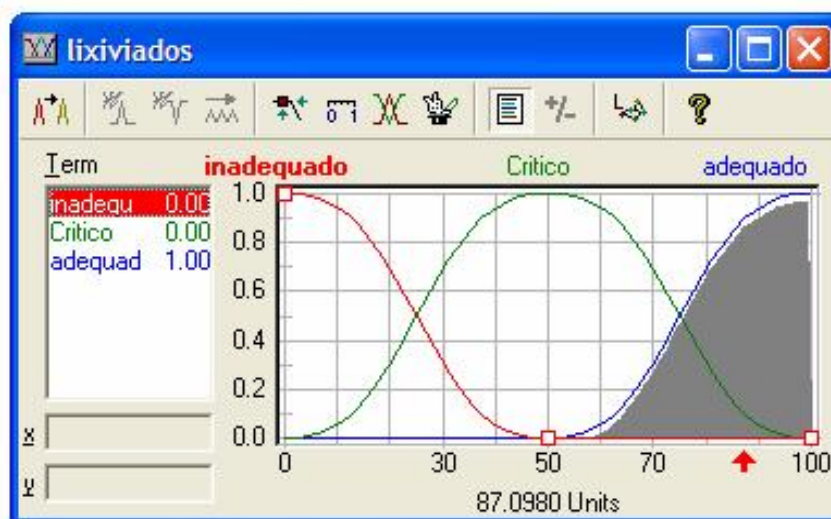 lixiviados
Term
inadequado Critico adequado
inadequ 0.00
Critico 0.00
adequad 1.00
1.0
0.8
0.6
0.4
0.2
0.0
x
y
0 30 50 70 100
87.0980 Units